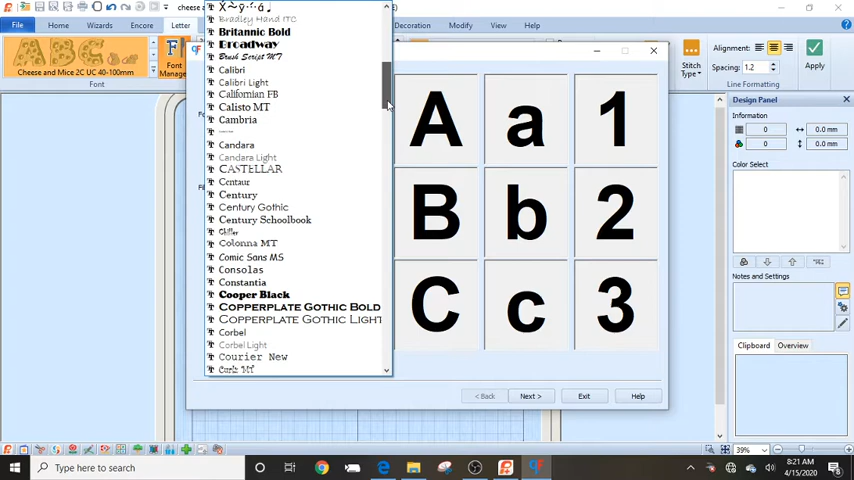 File
Home
Wizards
Encore
Letter
Decoration
Modify
View
Cheese and Mice 2C UC 40-100mm
Font
Font
Manager
Stitch
Type
Alignment:
Spacing: 1.2
Apply
Bradley Hand ITC
Britannic Bold
Broadway
Brush Script MT
Calibri
Calibri Light
Californian FB
Calisto MT
Cambria
Candara
Candara Light
CASTELLAR
Centaur
Century
Century Gothic
Century Schoolbook
Chiller
Colonna MT
Comic Sans MS
Consolas
Constantia
Cooper Black
Copperplate Gothic Bold
Copperplate Gothic Light
Corbel
Corbel Light
Courier New
Curlz MT
A a 1
B b 2
C c 3
< Back
Next >
Exit
Help
Design Panel
Information
0
0.0 mm
0
0.0 mm
Color Select
Notes and Settings
Clipboard
Overview
39%
Type here to search
8:21 AM
4/15/2020